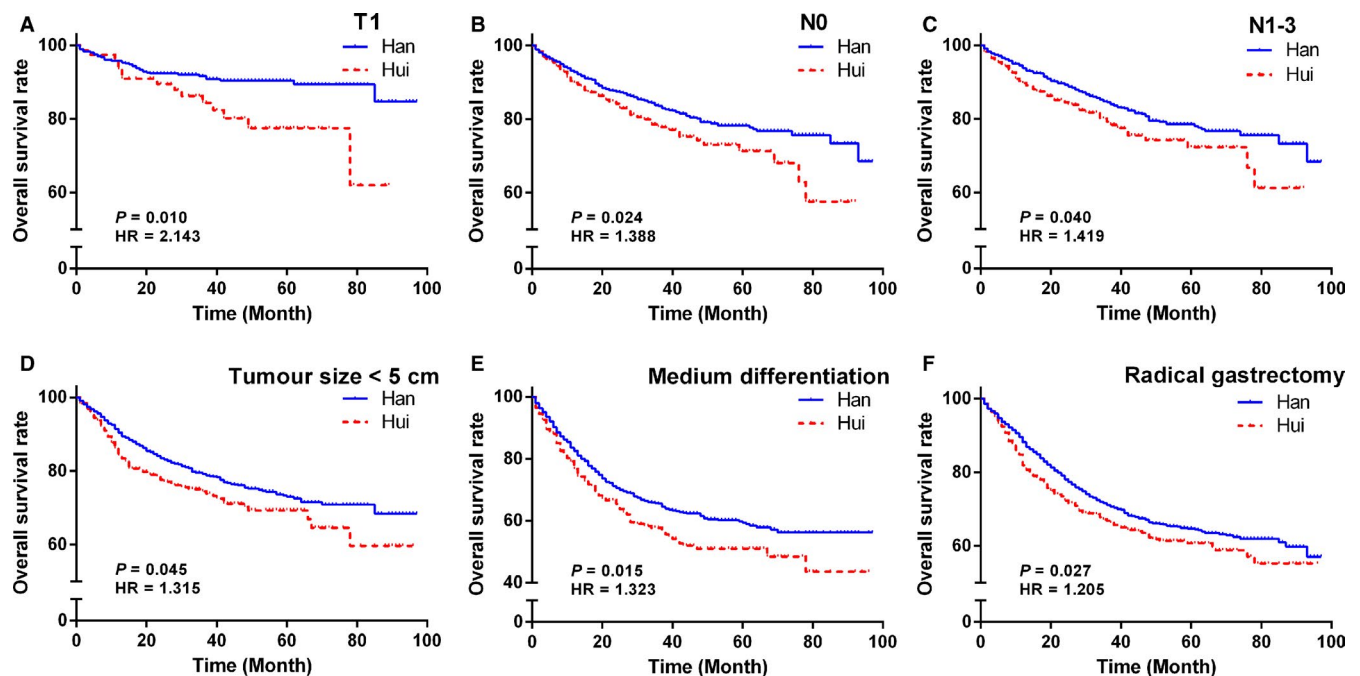 A
T1
Overall survival rate
100
80
60
0
Han
Hui
P = 0.010
HR = 2.143
0 20 40 60 80 100
Time (Month)
B
N0
Overall survival rate
100
80
60
0
Han
Hui
P = 0.024
HR = 1.388
0 20 40 60 80 100
Time (Month)
C
N1-3
Overall survival rate
100
80
60
0
Han
Hui
P = 0.040
HR = 1.419
0 20 40 60 80 100
Time (Month)
D
Tumour size < 5 cm
Overall survival rate
100
80
60
0
Han
Hui
P = 0.045
HR = 1.315
0 20 40 60 80 100
Time (Month)
E
Medium differentiation
Overall survival rate
100
80
60
40
0
Han
Hui
P = 0.015
HR = 1.323
0 20 40 60 80 100
Time (Month)
F
Radical gastrectomy
Overall survival rate
100
80
60
0
Han
Hui
P = 0.027
HR = 1.205
0 20 40 60 80 100
Time (Month)